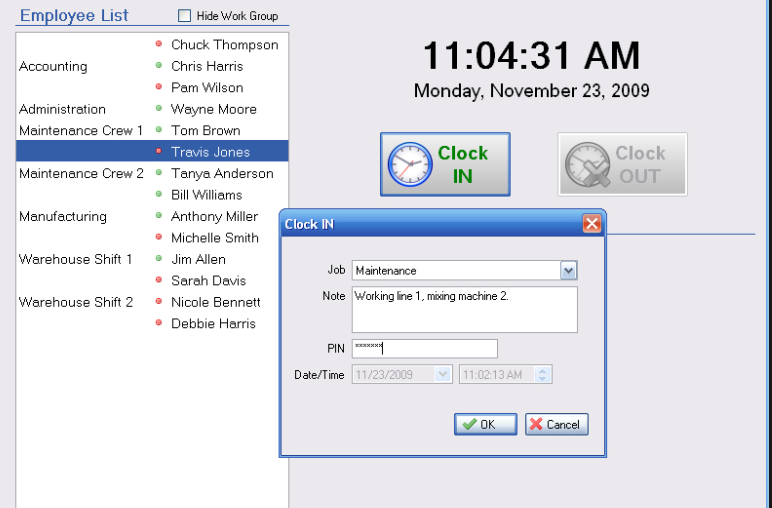 Employee List
Hide Work Group
Chuck Thompson
Accounting Chris Harris
Pam Wilson
Administration Wayne Moore
Maintenance Crew 1 Tom Brown
Travis Jones
Maintenance Crew 2 Tanya Anderson
Bill Williams
Manufacturing Anthony Miller
Michelle Smith
Warehouse Shift 1 Jim Allen
Sarah Davis
Warehouse Shift 2 Nicole Bennett
Debbie Harris
11:04:31 AM
Monday, November 23, 2009
Clock
IN
Clock
OUT
Clock IN
Job Maintenance
Note Working line 1, mixing machine 2.
PIN *******
Date/Time 11/23/2009 11:02:13 AM
OK Cancel